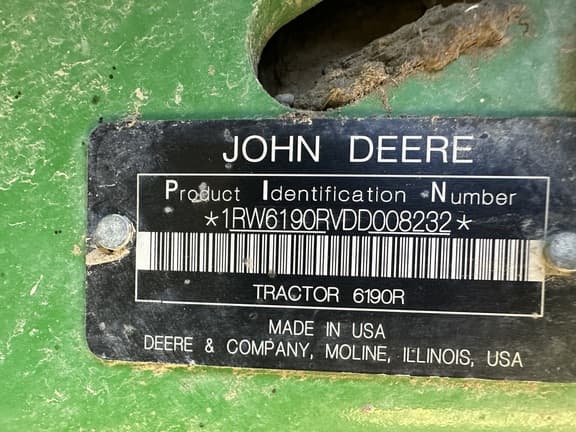 JOHN DEERE
Product Identification Number
*1RW6190RVDD008232*
TRACTOR 6190R
MADE IN USA
DEERE & COMPANY, MOLINE, ILLINOIS, USA